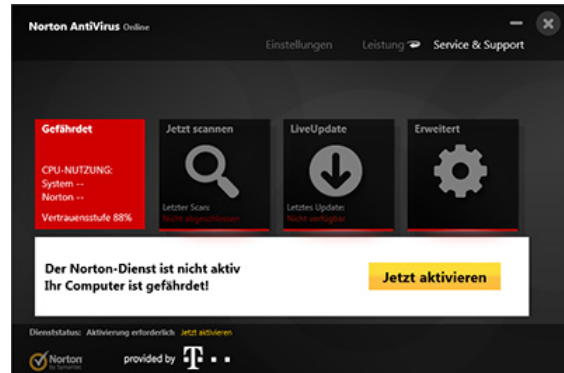 Norton AntiVirus Online
Einstellungen Leistung Service & Support
Gefährdet
CPU-NUTZUNG:
System --
Norton --
Vertrauensstufe 88%
Jetzt scannen
Letzter Scan:
Nicht abgeschlossen
LiveUpdate
Letztes Update:
Nicht verfügbar
Erweitert
Der Norton-Dienst ist nicht aktiv
Ihr Computer ist gefährdet!
Jetzt aktivieren
Dienststatus: Aktivierung erforderlich Jetzt aktivieren
Norton
by Symantec
provided by T